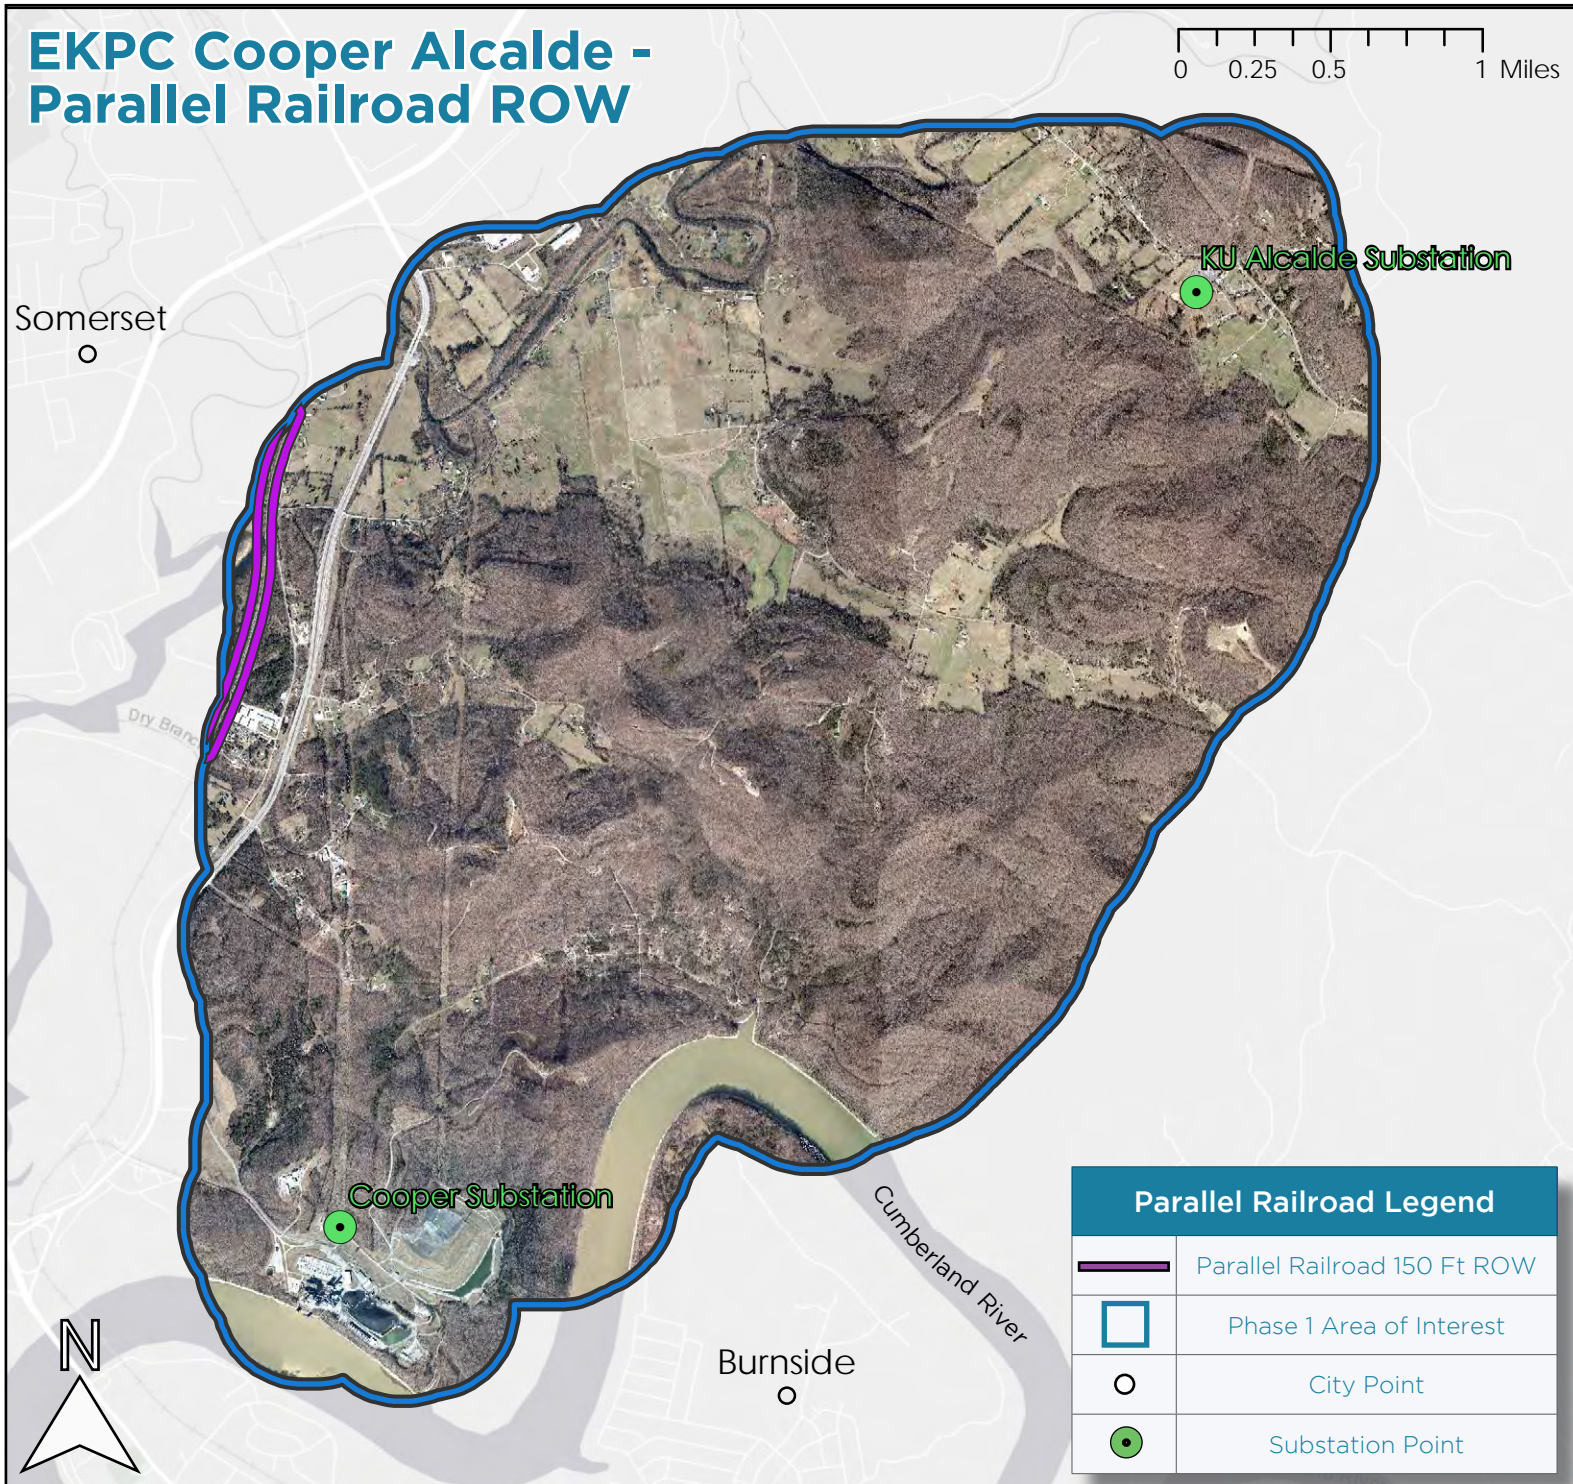 EKPC Cooper Alcalde -
Parallel Railroad ROW
0 0.25 0.5 1 Miles
KU Alcalde Substation
Somerset
Dry Branch
Cooper Substation
Cumberland River
Burnside
N
Parallel Railroad Legend
Parallel Railroad 150 Ft ROW
Phase 1 Area of Interest
City Point
Substation Point